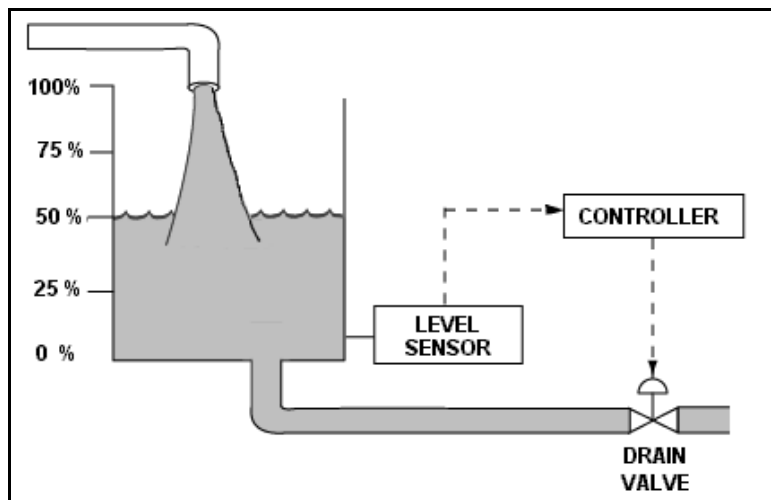 100%
75 %
50 %
25 %
0 %
CONTROLLER
LEVEL
SENSOR
DRAIN
VALVE